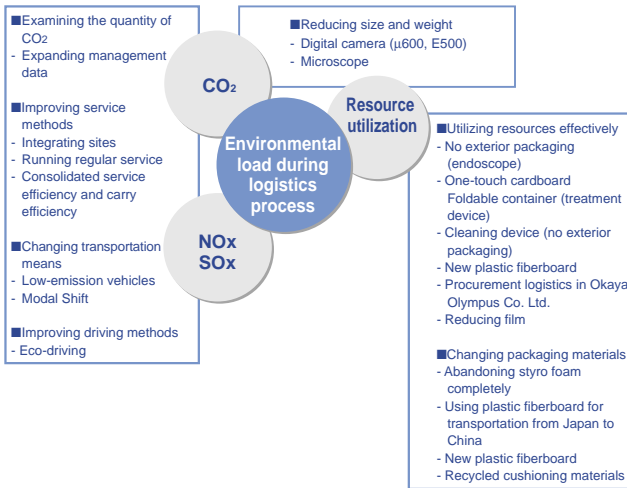 ■Examining the quantity of
CO2
- Expanding management
data
■Improving service
methods
- Integrating sites
- Running regular service
- Consolidated service
efficiency and carry
efficiency
■Changing transportation
means
- Low-emission vehicles
- Modal Shift
■Improving driving methods
- Eco-driving
■Reducing size and weight
- Digital camera (µ600, E500)
- Microscope
CO2
Resource
utilization
Environmental
load during
logistics
process
NOx
SOx
■Utilizing resources effectively
- No exterior packaging
(endoscope)
- One-touch cardboard
Foldable container (treatment
device)
- Cleaning device (no exterior
packaging)
- New plastic fiberboard
- Procurement logistics in Okaya
Olympus Co. Ltd.
- Reducing film
■Changing packaging materials
- Abandoning styro foam
completely
- Using plastic fiberboard for
transportation from Japan to
China
- New plastic fiberboard
- Recycled cushioning materials